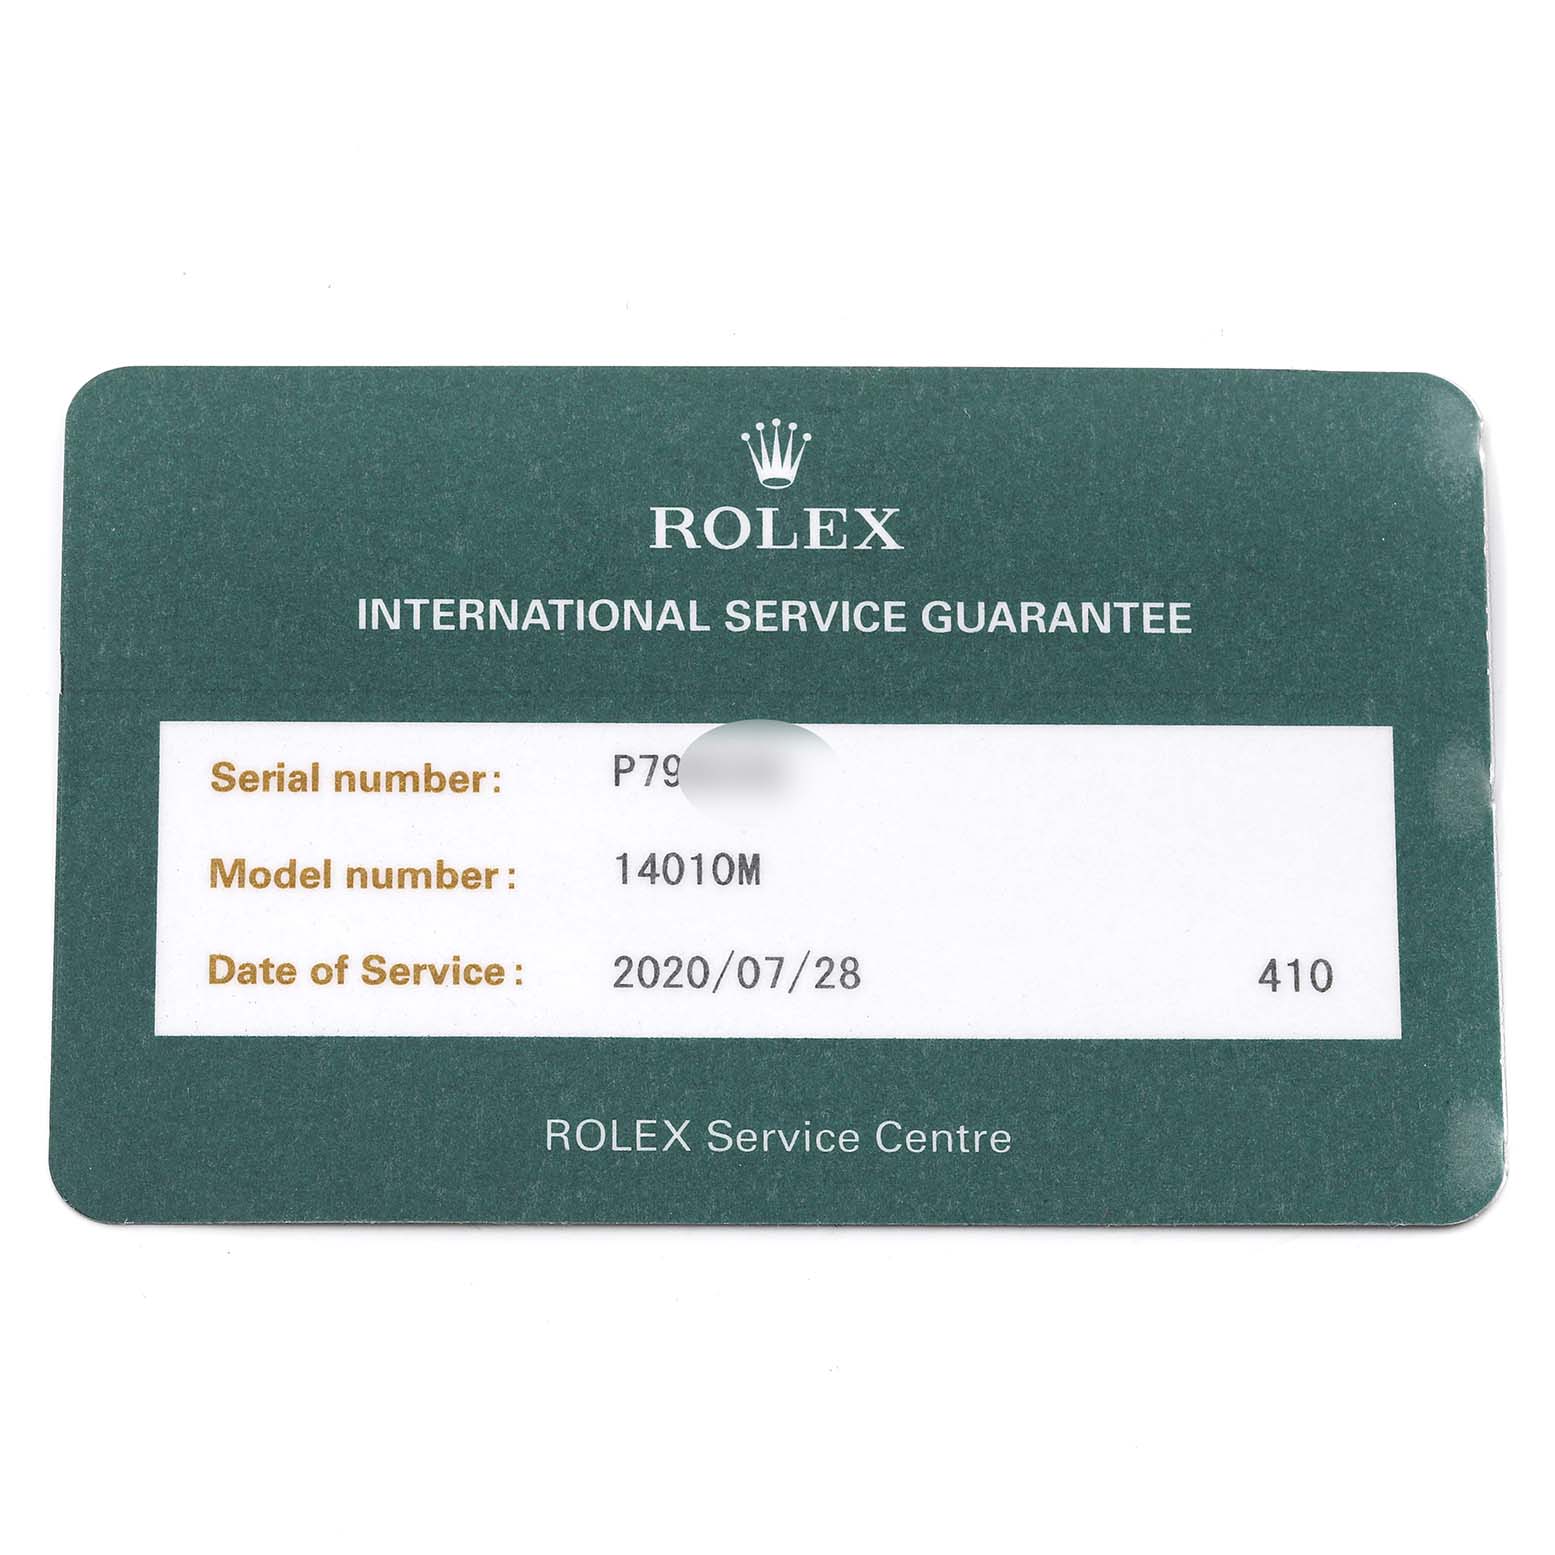 ROLEX
INTERNATIONAL SERVICE GUARANTEE
Serial number: P79
Model number: 14010M
Date of Service: 2020/07/28 410
ROLEX Service Centre